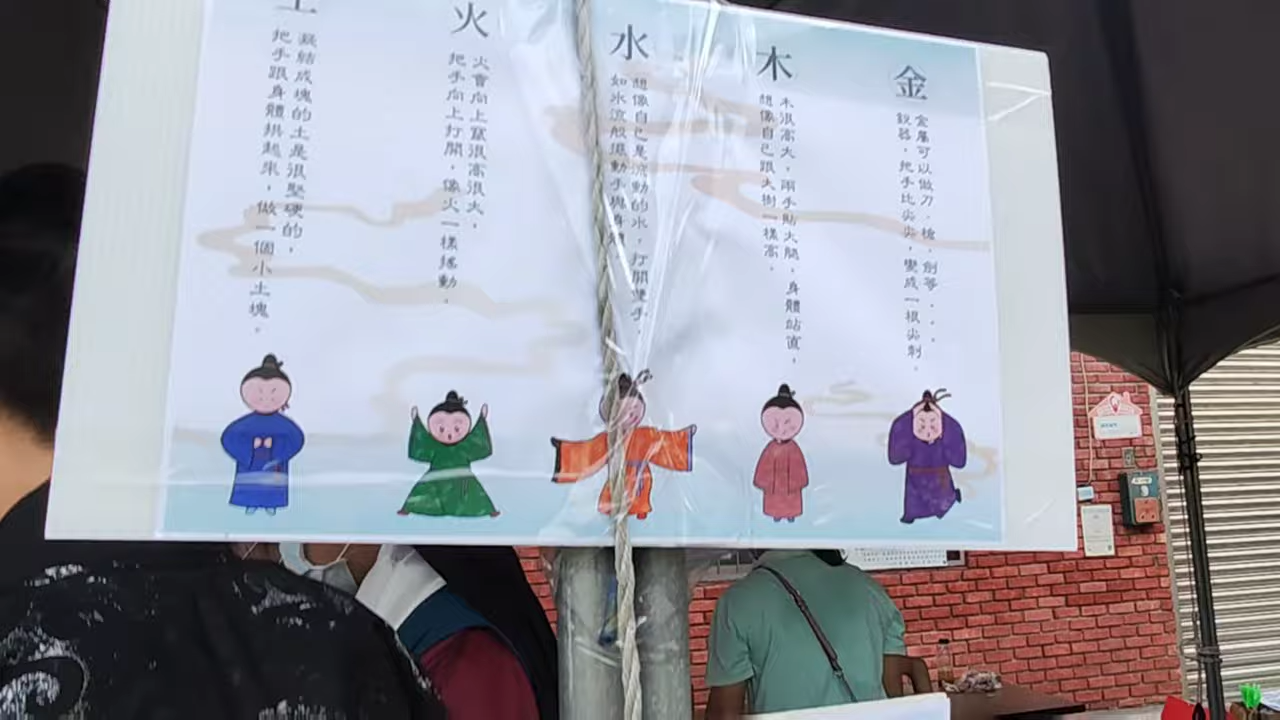 金
金屬可以做刀、槍、劍等...
銳器，把手比尖尖，變成一根尖刺。
木
木很高大，兩手貼大腿，身體站直，
想像自己跟大樹一樣高。
水
想像自己是流動的水，打開雙手，
如水流般滾動手與身體。
火
火會向上竄很高很大，
把手向上打開，像火一樣搖動。
土
凝結成塊的土是很堅硬的，
把手跟身體拱起來，做一個小土塊。